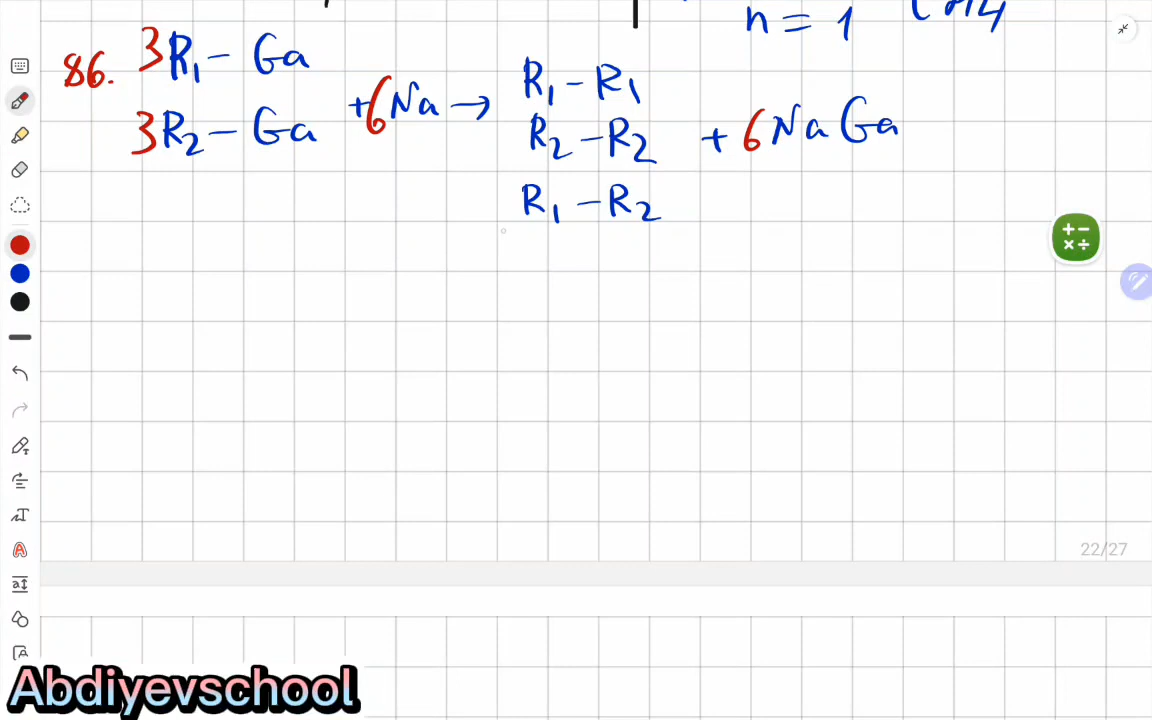 n = 1
86. 3R₁ – Ga
3R₂ – Ga
+6Na →
R₁ – R₁
R₂ – R₂
R₁ – R₂
+ 6NaGa
22/27
Abdiyevschool